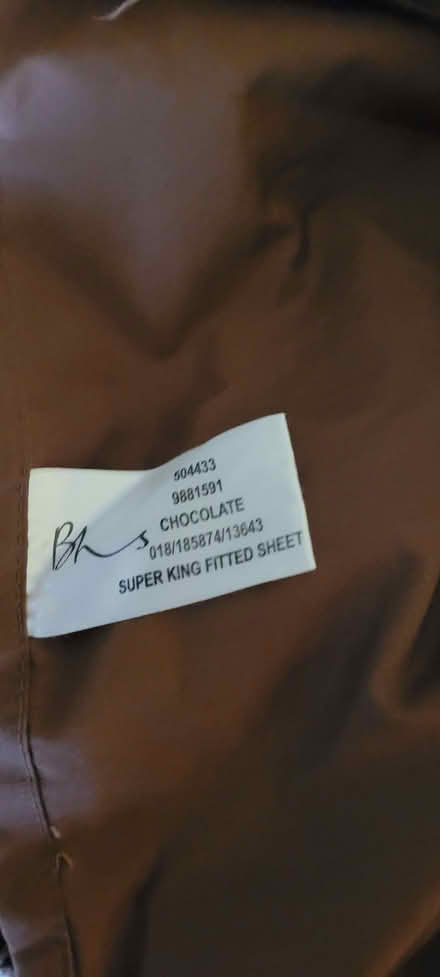 504433
9881591
CHOCOLATE
Bhs
018/185874/13643
SUPER KING FITTED SHEET